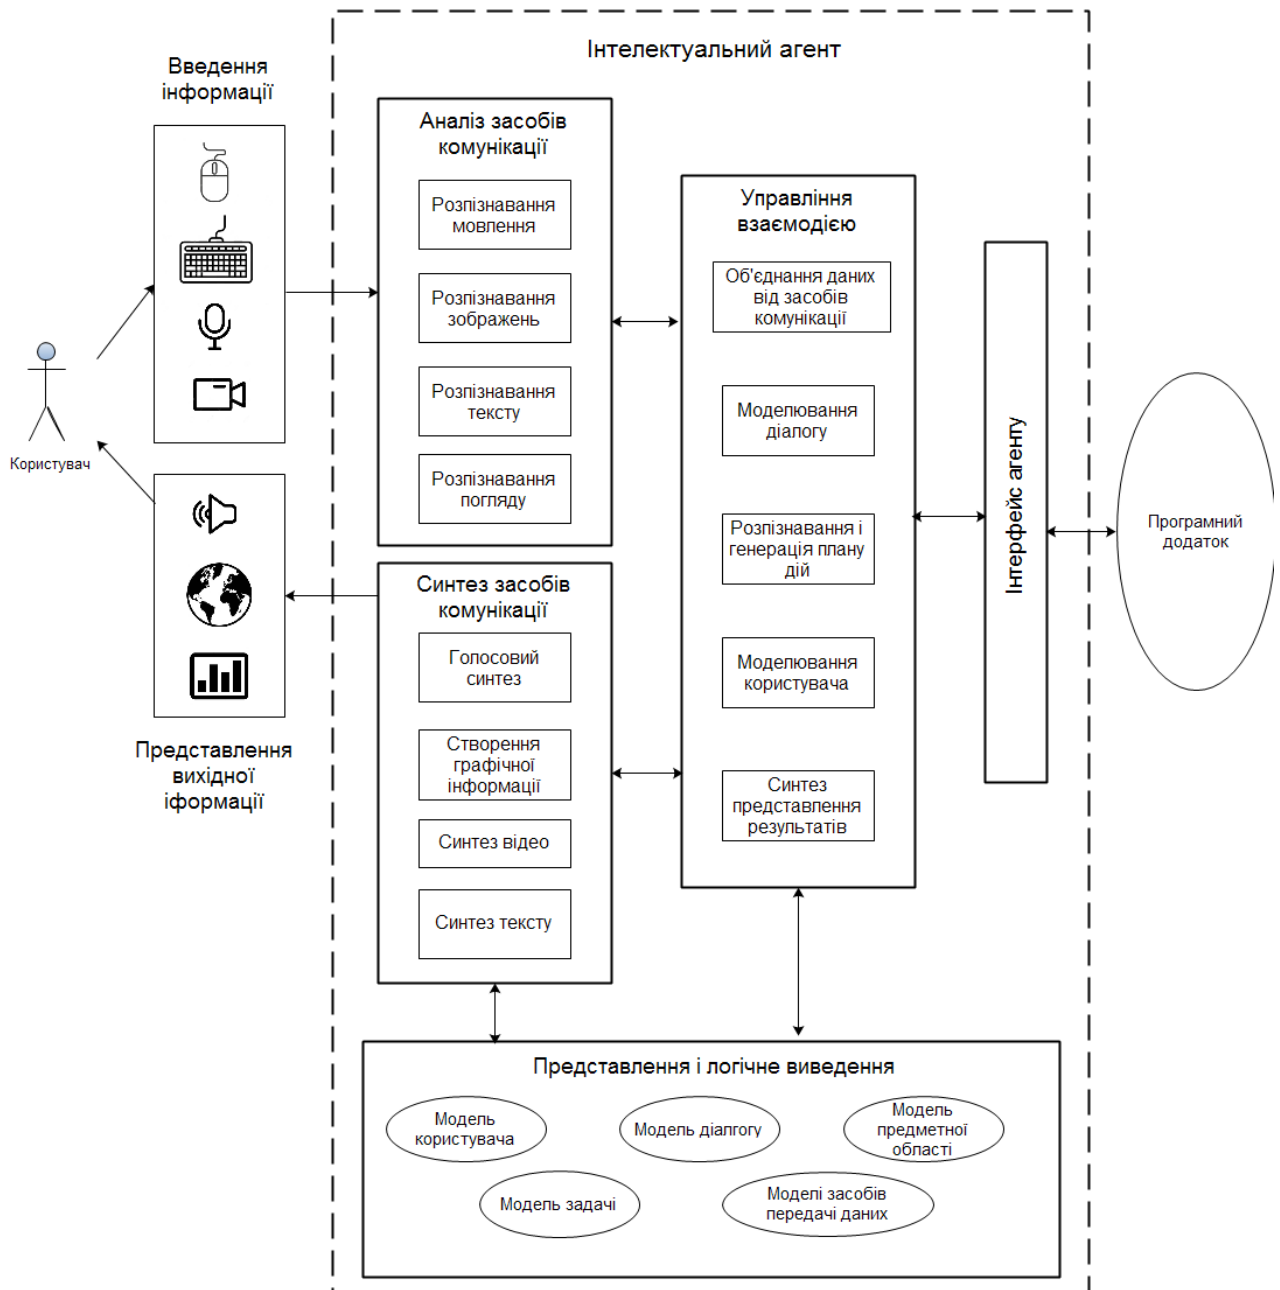 Інтелектуальний агент
Введення
інформації
Аналіз засобів
комунікації
Розпізнавання
мовлення
Розпізнавання
зображень
Розпізнавання
тексту
Розпізнавання
погляду
Управління
взаємодією
Об'єднання даних
від засобів
комунікації
Моделювання
діалогу
Розпізнавання і
генерація плану
дій
Моделювання
користувача
Синтез
представлення
результатів
Інтерфейс агенту
Програмний
додаток
Користувач
Синтез засобів
комунікації
Голосовий
синтез
Створення
графічної
інформації
Синтез відео
Синтез тексту
Представлення
вихідної
іформації
Представлення і логічне виведення
Модель
користувача
Модель діалгогу
Модель
предметної
області
Модель задачі
Моделі засобів
передачі даних